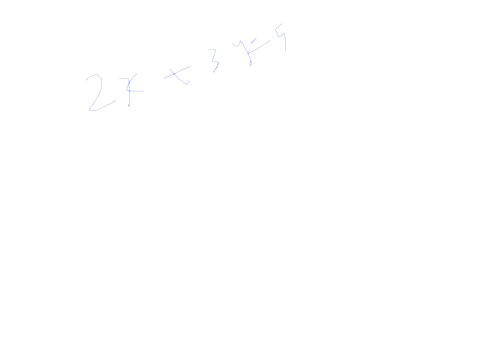 2x + 3y = 5